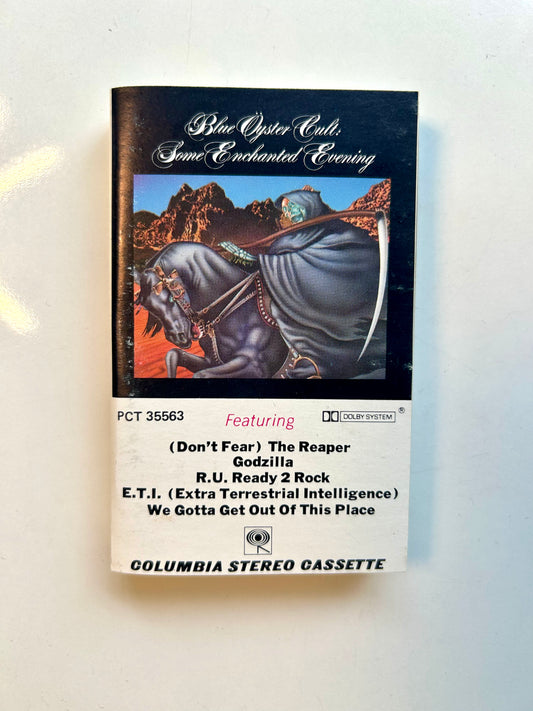 Blue Öyster Cult:
Some Enchanted Evening
PCT 35563
Featuring
DOLBY SYSTEM ®
(Don't Fear) The Reaper
Godzilla
R.U. Ready 2 Rock
E.T.I. (Extra Terrestrial Intelligence)
We Gotta Get Out Of This Place
COLUMBIA STEREO CASSETTE